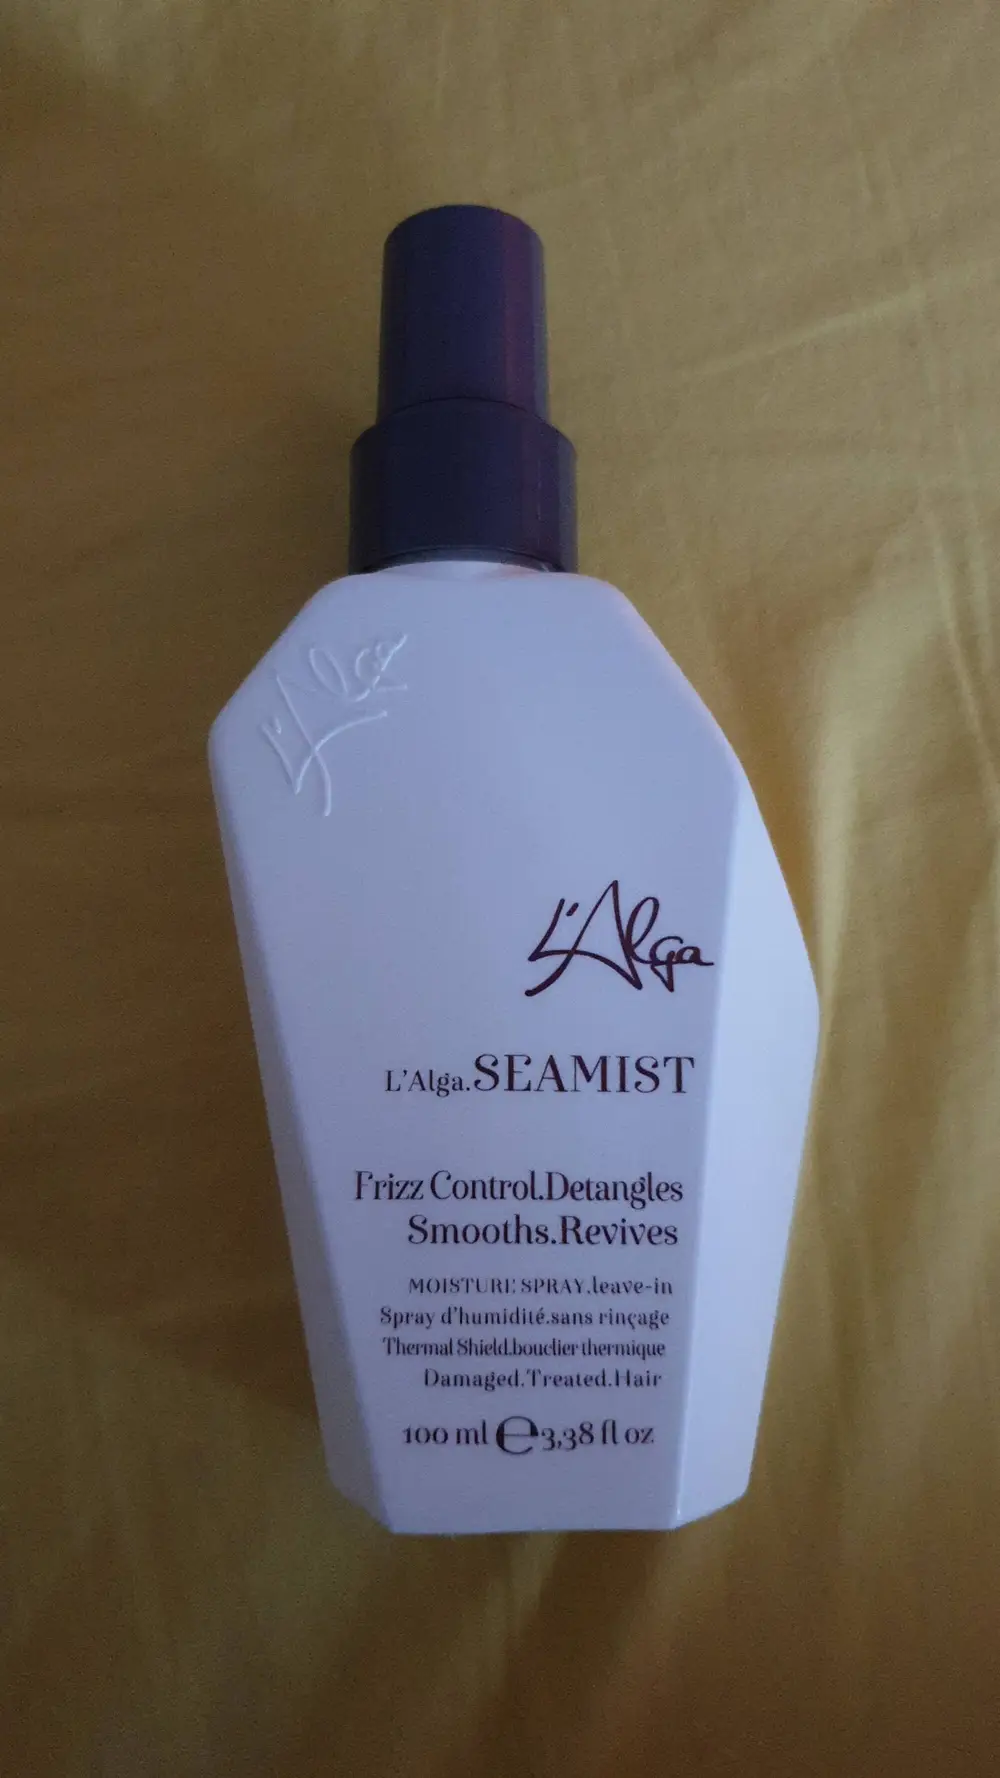 L'Alga
L'Alga
L'Alga.SEAMIST
Frizz Control.Detangles
Smooths.Revives
MOISTURE SPRAY.leave-in
Spray d'humidité.sans rinçage
Thermal Shield.bouclier thermique
Damaged.Treated.Hair
100 ml ℮ 3,38 fl oz